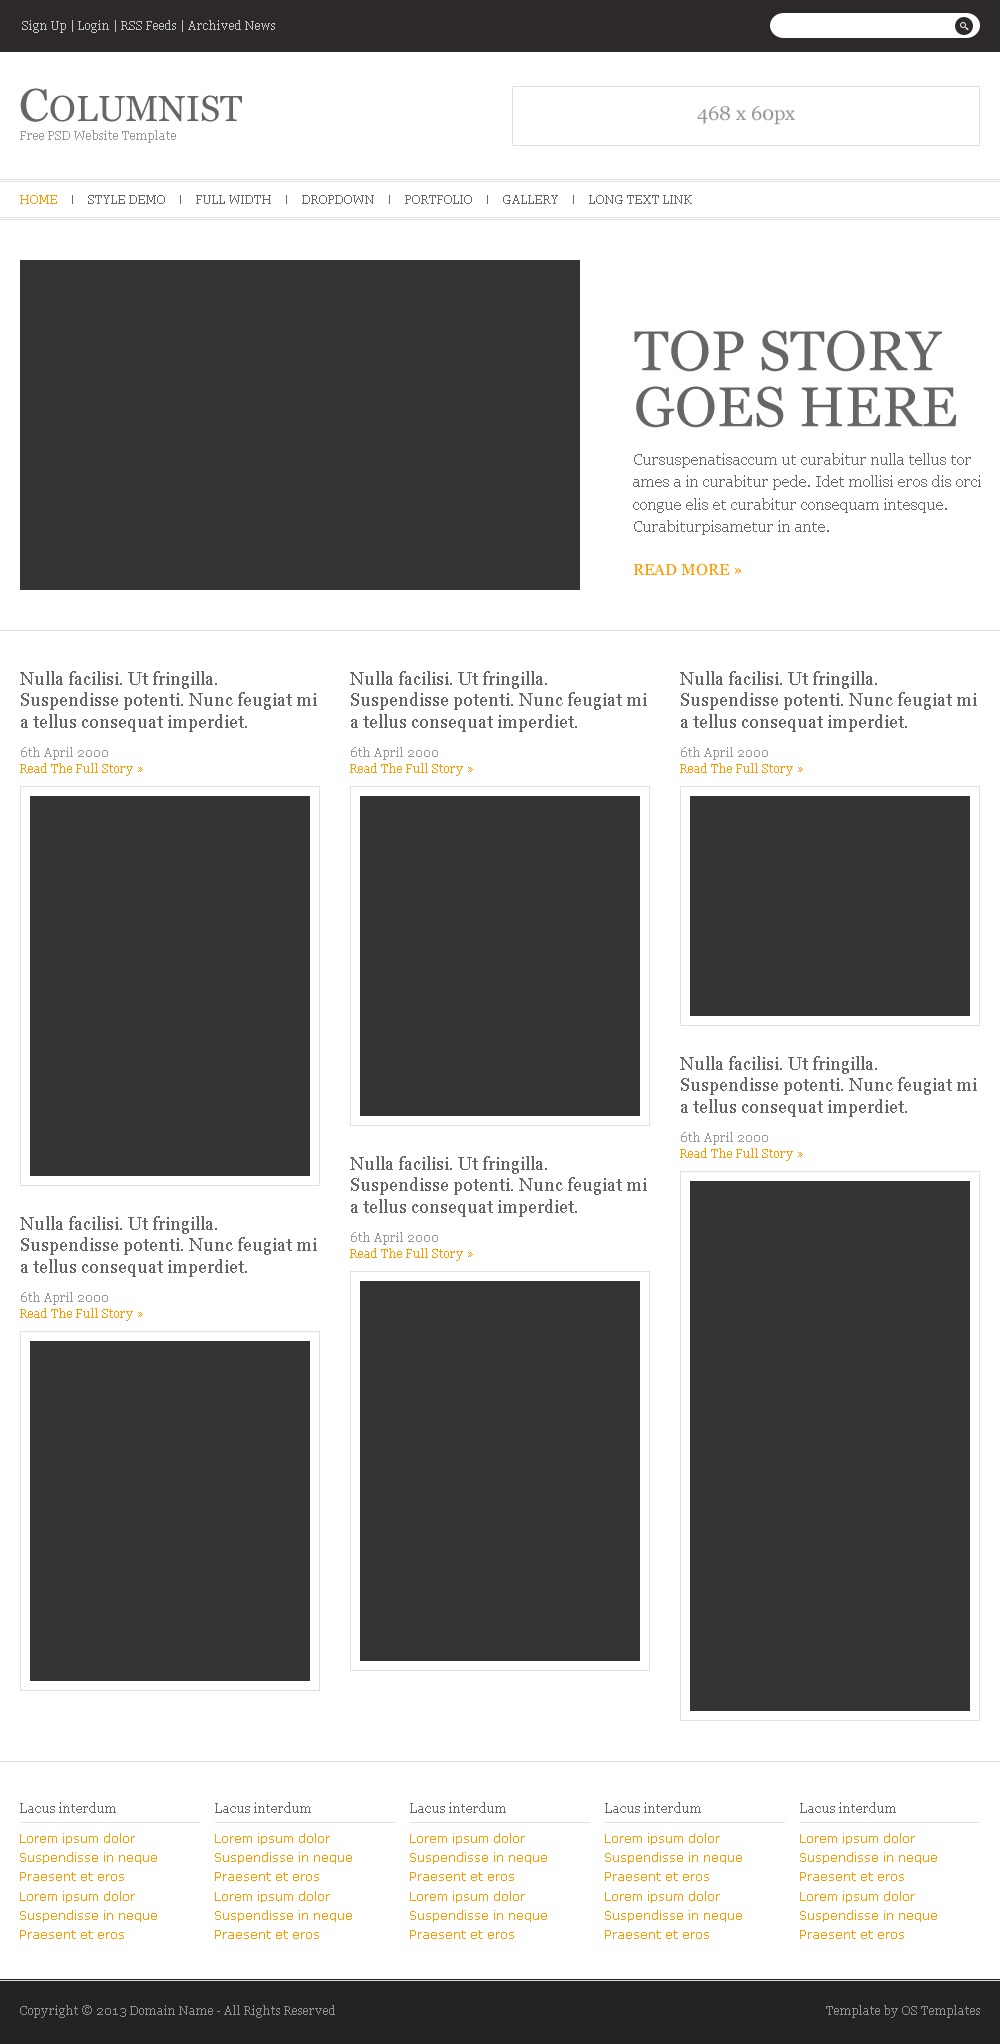 Sign Up | Login | RSS Feeds | Archived News
COLUMNIST
Free PSD Website Template
468 x 60px
HOME | STYLE DEMO | FULL WIDTH | DROPDOWN | PORTFOLIO | GALLERY | LONG TEXT LINK
TOP STORY
GOES HERE
Cursuspenatisaccum ut curabitur nulla tellus tor
ames a in curabitur pede. Idet mollisi eros dis orci
congue elis et curabitur consequam intesque.
Curabiturpisametur in ante.
READ MORE »
Nulla facilisi. Ut fringilla.
Suspendisse potenti. Nunc feugiat mi
a tellus consequat imperdiet.
6th April 2000
Read The Full Story »
Nulla facilisi. Ut fringilla.
Suspendisse potenti. Nunc feugiat mi
a tellus consequat imperdiet.
6th April 2000
Read The Full Story »
Nulla facilisi. Ut fringilla.
Suspendisse potenti. Nunc feugiat mi
a tellus consequat imperdiet.
6th April 2000
Read The Full Story »
Nulla facilisi. Ut fringilla.
Suspendisse potenti. Nunc feugiat mi
a tellus consequat imperdiet.
6th April 2000
Read The Full Story »
Nulla facilisi. Ut fringilla.
Suspendisse potenti. Nunc feugiat mi
a tellus consequat imperdiet.
6th April 2000
Read The Full Story »
Nulla facilisi. Ut fringilla.
Suspendisse potenti. Nunc feugiat mi
a tellus consequat imperdiet.
6th April 2000
Read The Full Story »
Lacus interdum
Lorem ipsum dolor
Suspendisse in neque
Praesent et eros
Lorem ipsum dolor
Suspendisse in neque
Praesent et eros
Lacus interdum
Lorem ipsum dolor
Suspendisse in neque
Praesent et eros
Lorem ipsum dolor
Suspendisse in neque
Praesent et eros
Lacus interdum
Lorem ipsum dolor
Suspendisse in neque
Praesent et eros
Lorem ipsum dolor
Suspendisse in neque
Praesent et eros
Lacus interdum
Lorem ipsum dolor
Suspendisse in neque
Praesent et eros
Lorem ipsum dolor
Suspendisse in neque
Praesent et eros
Lacus interdum
Lorem ipsum dolor
Suspendisse in neque
Praesent et eros
Lorem ipsum dolor
Suspendisse in neque
Praesent et eros
Copyright © 2013 Domain Name - All Rights Reserved
Template by OS Templates